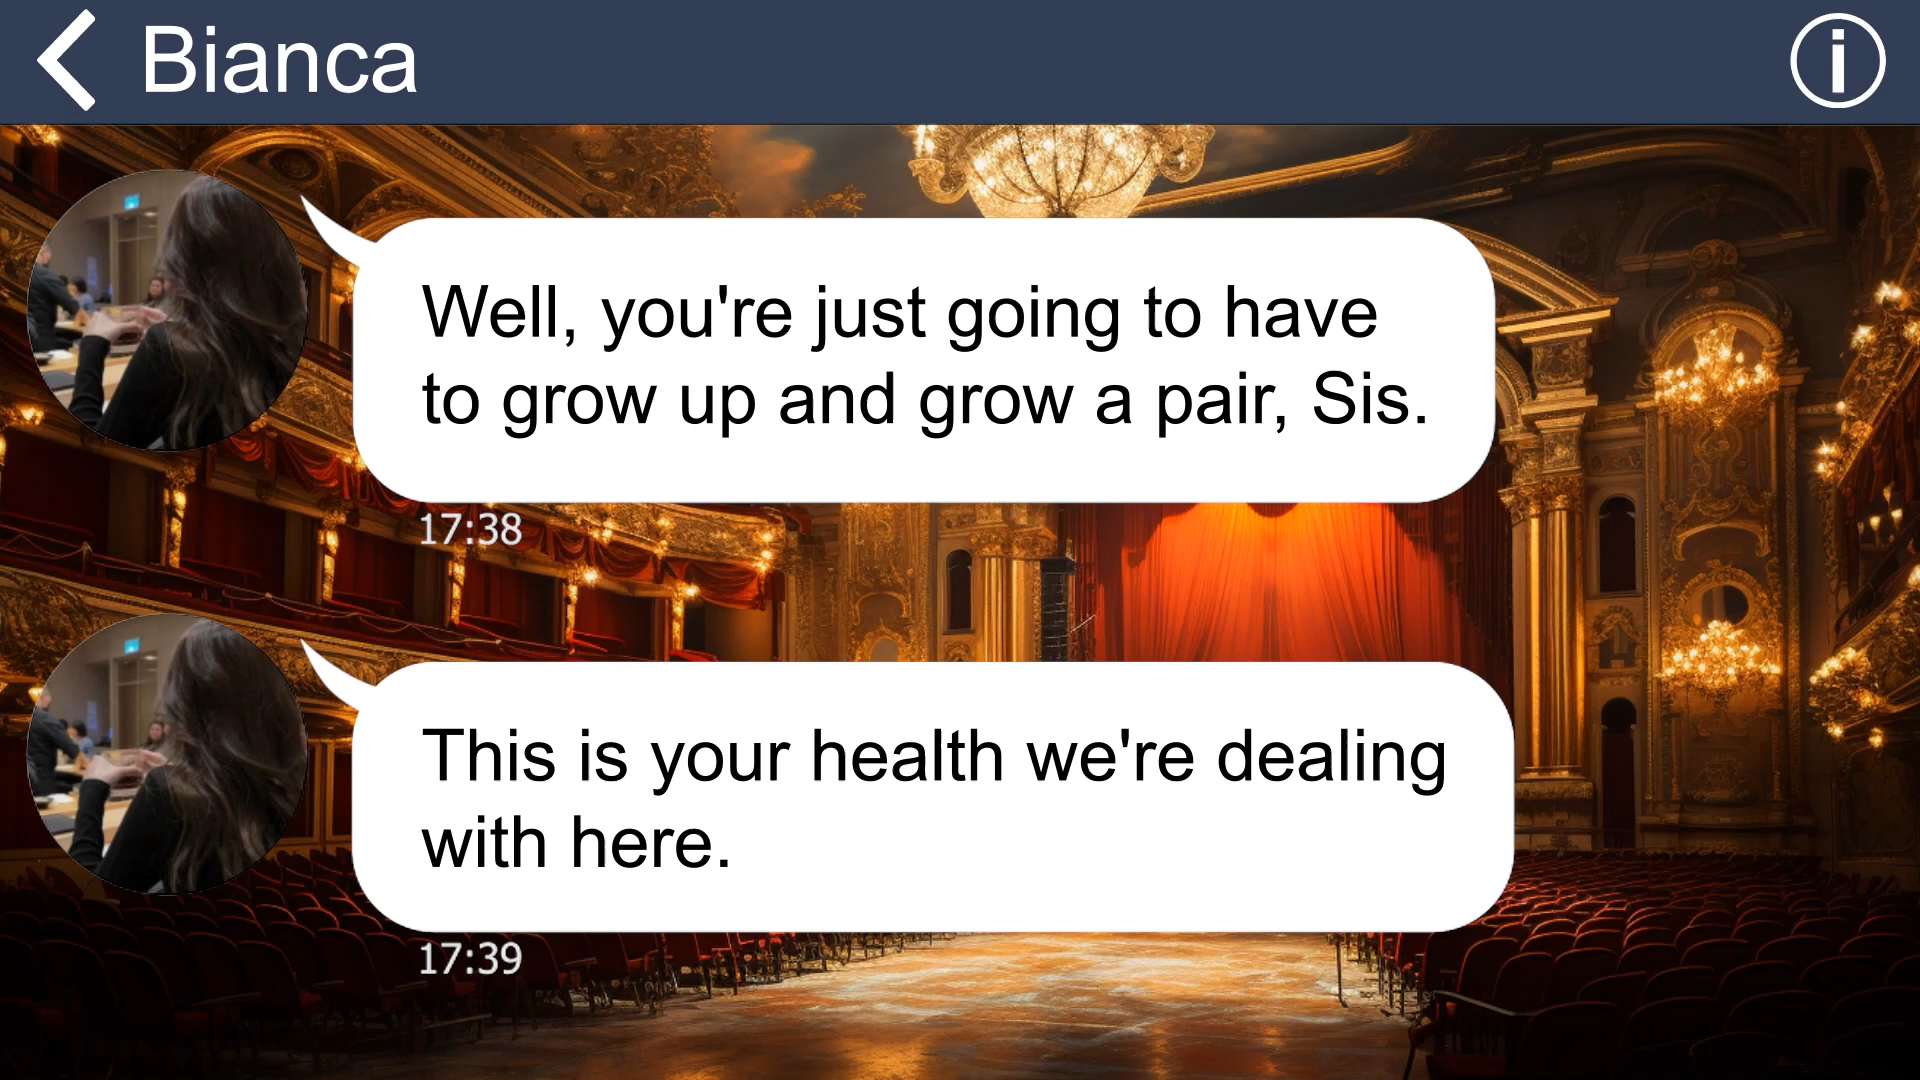 Bianca
Well, you're just going to have
to grow up and grow a pair, Sis.
17:38
This is your health we're dealing
with here.
17:39